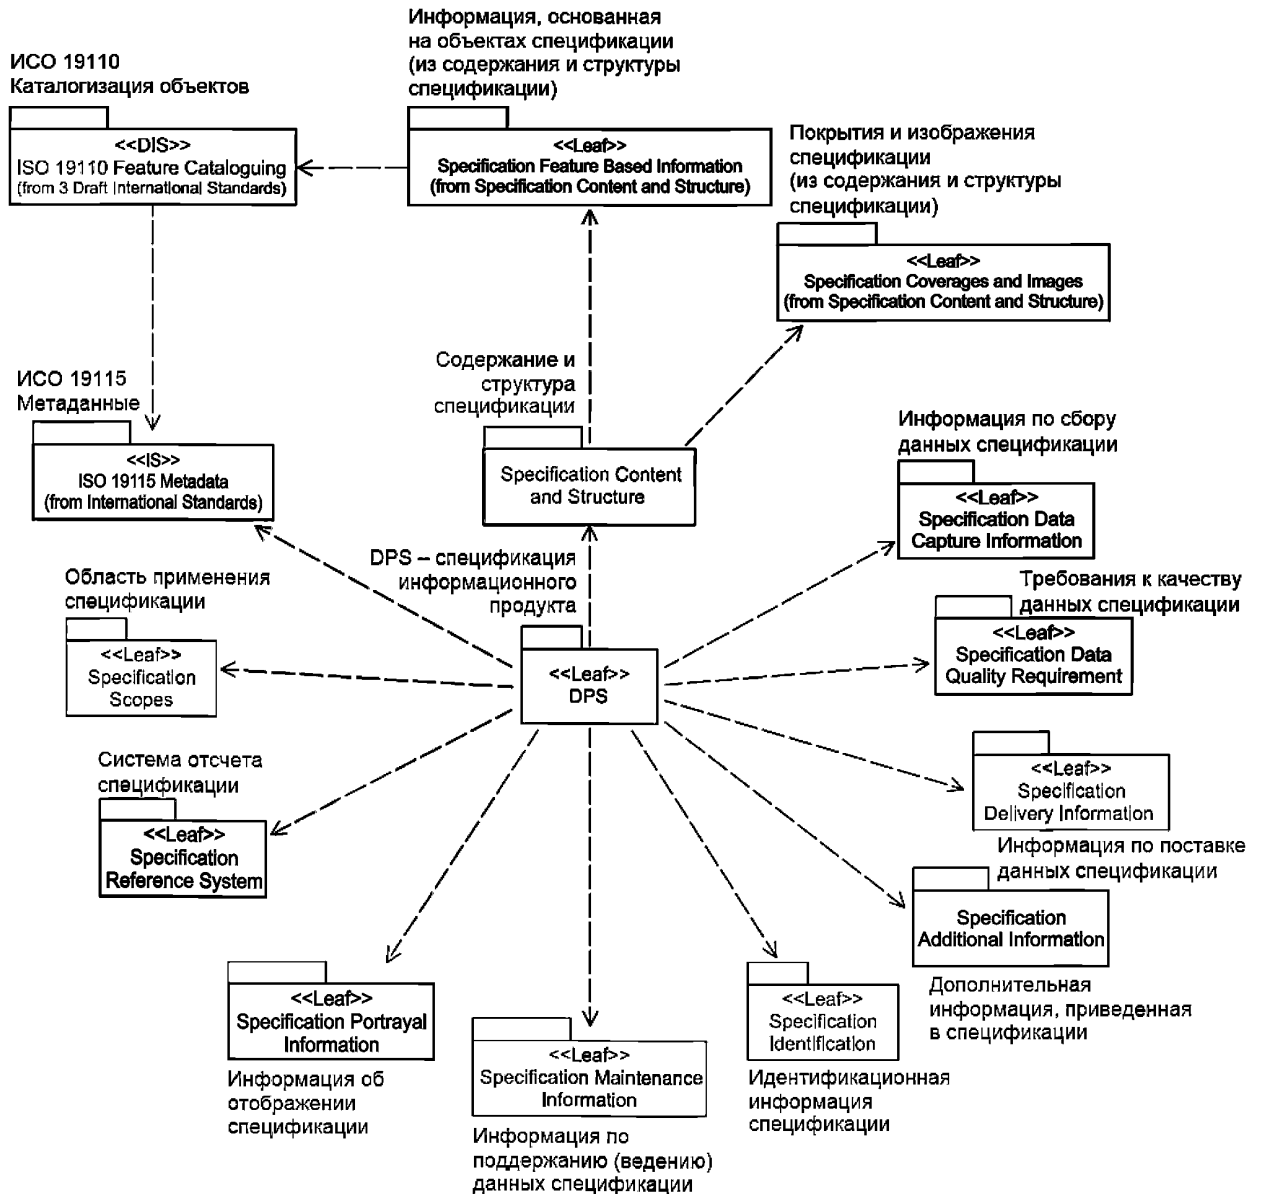 Информация, основанная
на объектах спецификации
(из содержания и структуры
спецификации)
ИСО 19110
Каталогизация объектов
<<DIS>>
ISO 19110 Feature Cataloguing
(from 3 Draft International Standards)
<<Leaf>>
Specification Feature Based Information
(from Specification Content and Structure)
Покрытия и изображения
спецификации
(из содержания и структуры
спецификации)
<<Leaf>>
Specification Coverages and Images
(from Specification Content and Structure)
Содержание и
структура
спецификации
ИСО 19115
Метаданные
<<IS>>
ISO 19115 Metadata
(from International Standards)
Specification Content
and Structure
Информация по сбору
данных спецификации
<<Leaf>>
Specification Data
Capture Information
DPS – спецификация
информационного
продукта
Область применения
спецификации
<<Leaf>>
Specification
Scopes
<<Leaf>>
DPS
Требования к качеству
данных спецификации
<<Leaf>>
Specification Data
Quality Requirement
Система отсчета
спецификации
<<Leaf>>
Specification
Reference System
<<Leaf>>
Specification
Delivery Information
Информация по поставке
данных спецификации
Specification
Additional Information
Дополнительная
информация, приведенная
в спецификации
<<Leaf>>
Specification Portrayal
Information
Информация об
отображении
спецификации
<<Leaf>>
Specification Maintenance
Information
Информация по
поддержанию (ведению)
данных спецификации
<<Leaf>>
Specification
Identification
Идентификационная
информация
спецификации